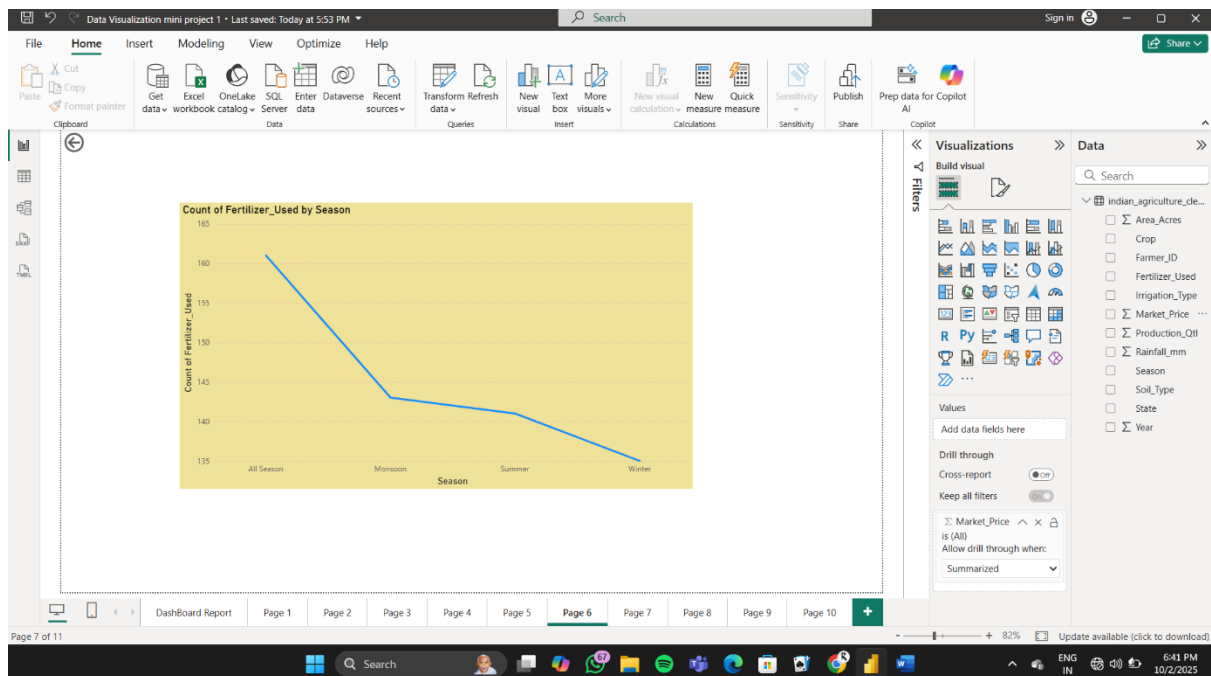 Data Visualization mini project 1 • Last saved: Today at 5:53 PM
Search
Sign in
File Home Insert Modeling View Optimize Help
Share
Paste
Cut
Copy
Format painter
Clipboard
Get data
Excel workbook
OneLake catalog
SQL Server
Enter data
Dataverse
Recent sources
Data
Transform data
Refresh
Queries
New visual
Text box
More visuals
Insert
New visual calculation
New measure
Quick measure
Calculations
Sensitivity
Sensitivity
Publish
Share
Prep data for AI
Copilot
Copilot
Count of Fertilizer_Used by Season
Count of Fertilizer_Used
165
160
155
150
145
140
135
All Season Monsoon Summer Winter
Season
Filters
Visualizations
Build visual
123
R Py
Values
Add data fields here
Drill through
Cross-report
Off
Keep all filters
On
Σ Market_Price
is (All)
Allow drill through when:
Summarized
Data
Search
indian_agriculture_cle...
Σ Area_Acres
Crop
Farmer_ID
Fertilizer_Used
Irrigation_Type
Σ Market_Price ...
Σ Production_Qtl
Σ Rainfall_mm
Season
Soil_Type
State
Σ Year
DAX
TMDL
DashBoard Report Page 1 Page 2 Page 3 Page 4 Page 5 Page 6 Page 7 Page 8 Page 9 Page 10 +
Page 7 of 11
- + 82%
Update available (click to download)
Search
67
ENG
IN
6:41 PM
10/2/2025